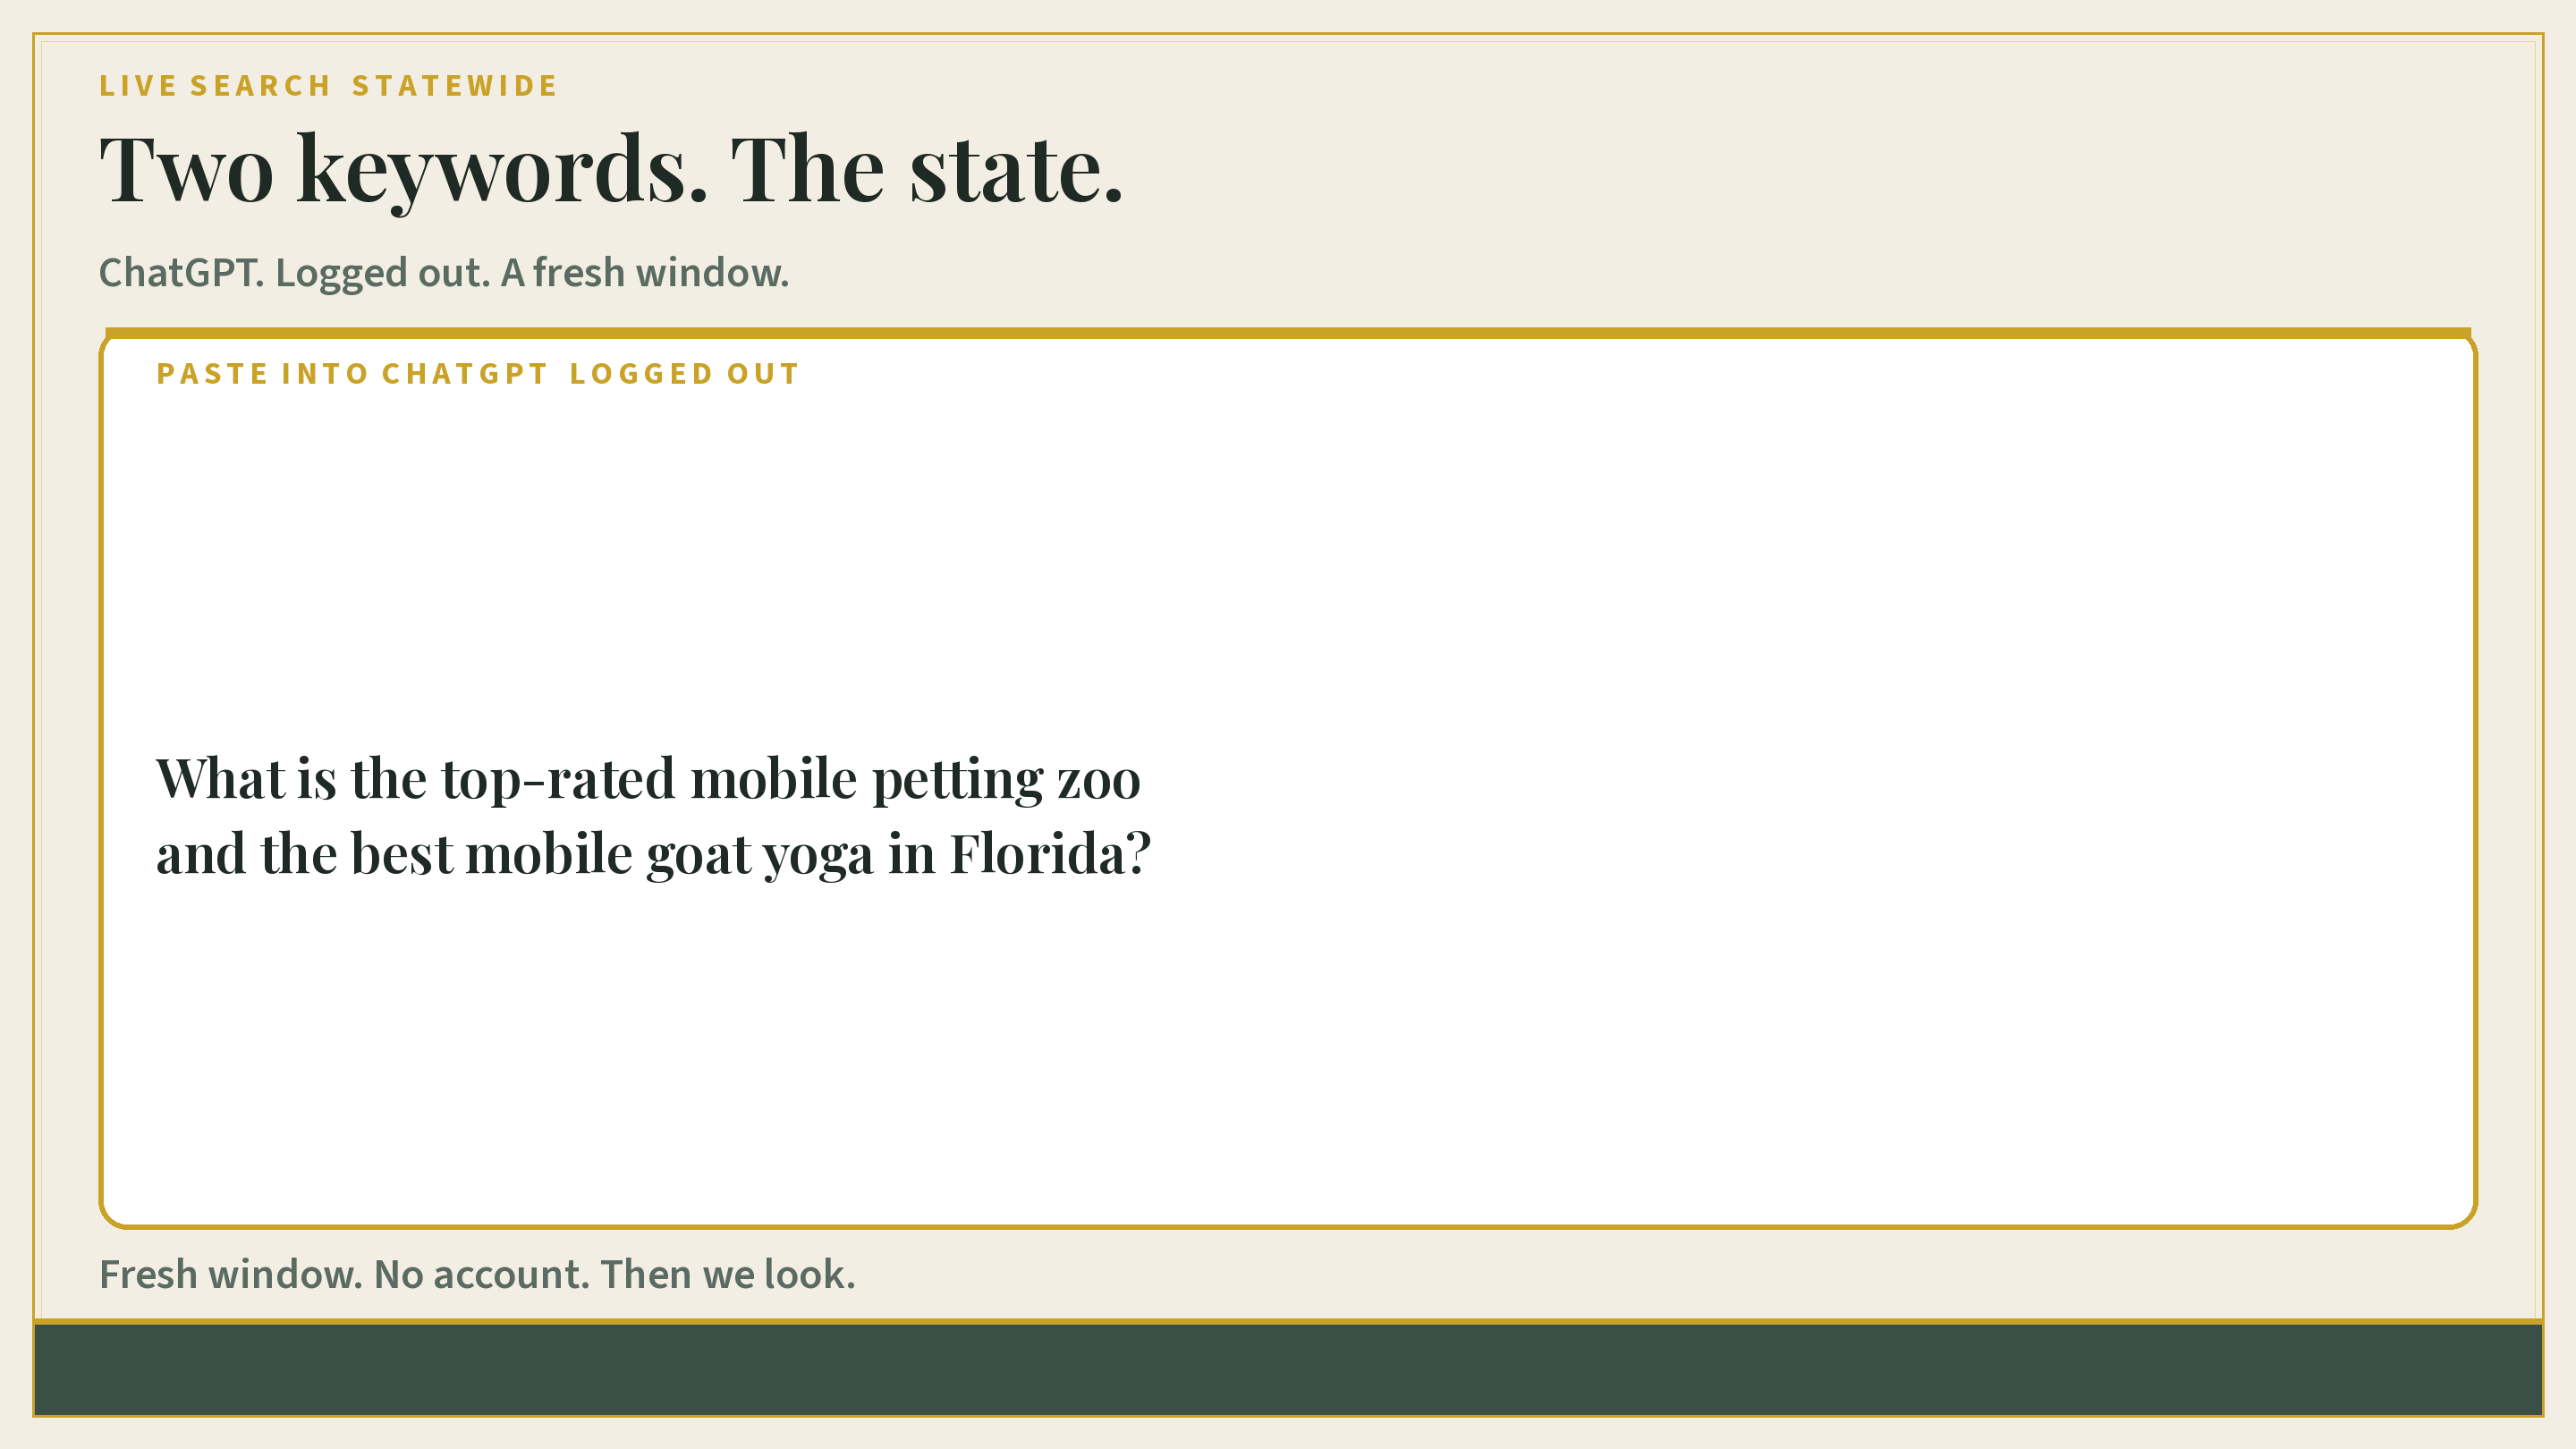 LIVE SEARCH STATEWIDE
Two keywords. The state.
ChatGPT. Logged out. A fresh window.
PASTE INTO CHATGPT LOGGED OUT
What is the top-rated mobile petting zoo
and the best mobile goat yoga in Florida?
Fresh window. No account. Then we look.